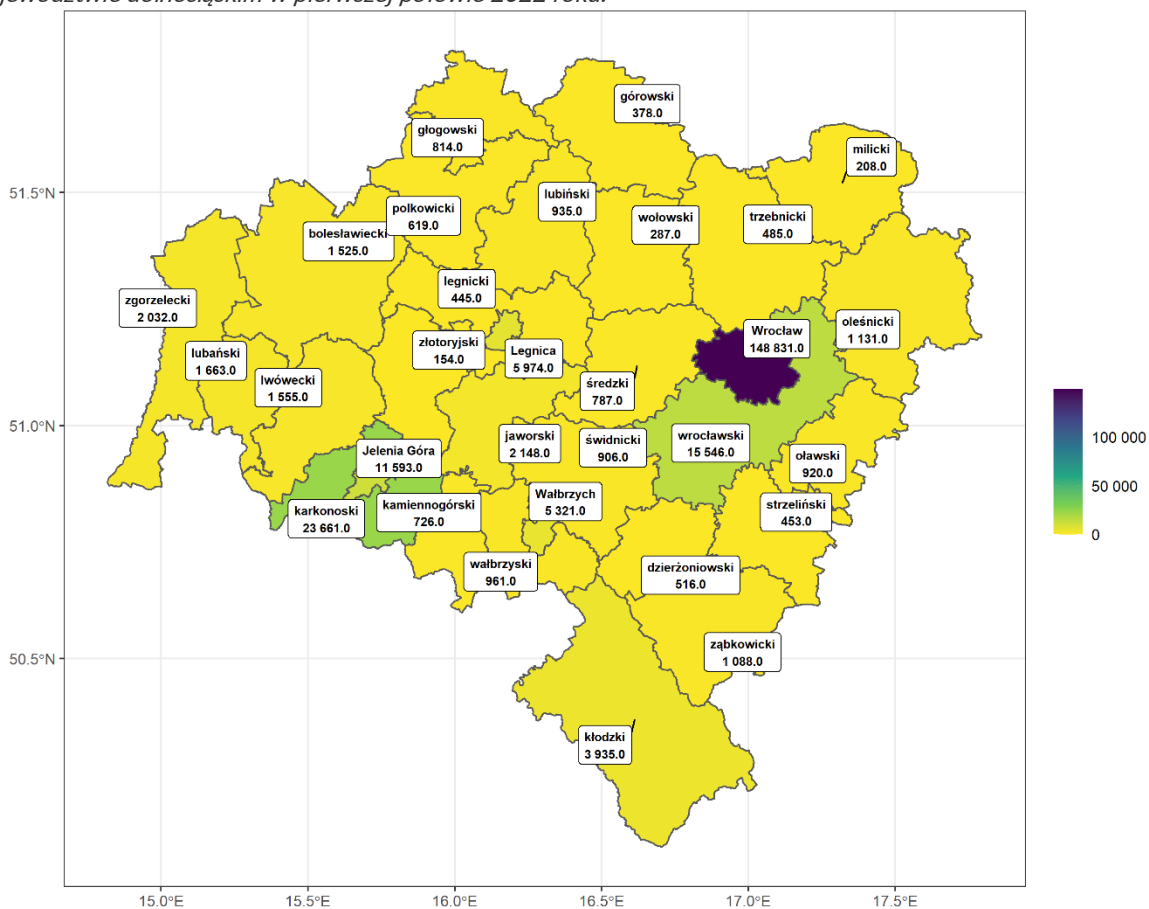 województwie dolnośląskim w pierwszej połowie 2022 roku.
górowski
378.0
głogowski
814.0
milicki
208.0
51.5°N
lubiński
935.0
polkowicki
619.0
wołowski
287.0
trzebnicki
485.0
bolesławiecki
1 525.0
legnicki
445.0
zgorzelecki
2 032.0
Wrocław
148 831.0
oleśnicki
1 131.0
złotoryjski
154.0
Legnica
5 974.0
lubański
1 663.0
lwówecki
1 555.0
średzki
787.0
51.0°N
jaworski
2 148.0
świdnicki
906.0
wrocławski
15 546.0
Jelenia Góra
11 593.0
oławski
920.0
100 000
50 000
0
Wałbrzych
5 321.0
karkonoski
23 661.0
kamiennogórski
726.0
strzeliński
453.0
wałbrzyski
961.0
dzierżoniowski
516.0
50.5°N
ząbkowicki
1 088.0
kłodzki
3 935.0
15.0°E
15.5°E
16.0°E
16.5°E
17.0°E
17.5°E